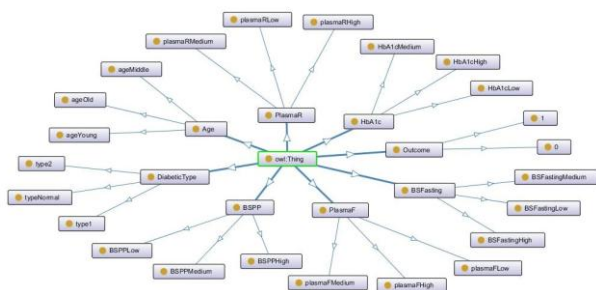 plasmaRLow
plasmaRHigh
plasmaRMedium
HbA1cMedium
HbA1cHigh
ageMiddle
HbA1cLow
ageOld
PlasmaR
HbA1c
1
Age
ageYoung
Outcome
0
owl:Thing
type2
DiabeticType
BSFastingMedium
BSFasting
typeNormal
BSFastingLow
BSPP
PlasmaF
type1
BSFastingHigh
BSPPLow
BSPPHigh
plasmaFLow
BSPPMedium
plasmaFMedium
plasmaFHigh